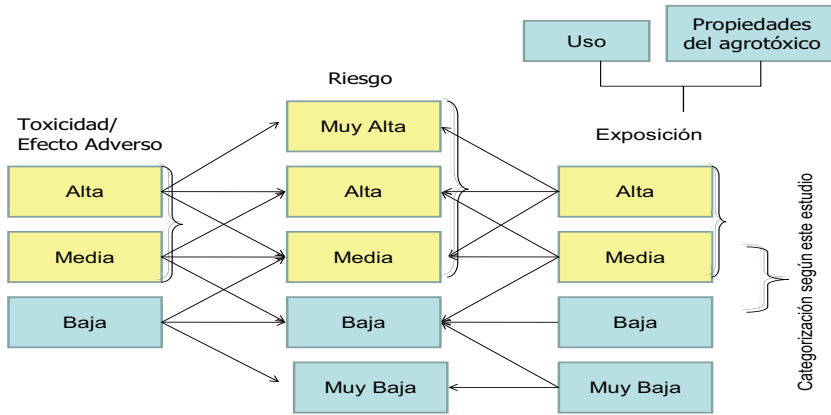 Uso
Propiedades
del agrotóxico
Riesgo
Toxicidad/
Efecto Adverso
Muy Alta
Exposición
Alta
Alta
Alta
Media
Media
Media
Baja
Baja
Baja
Muy Baja
Muy Baja
Categorización según este estudio